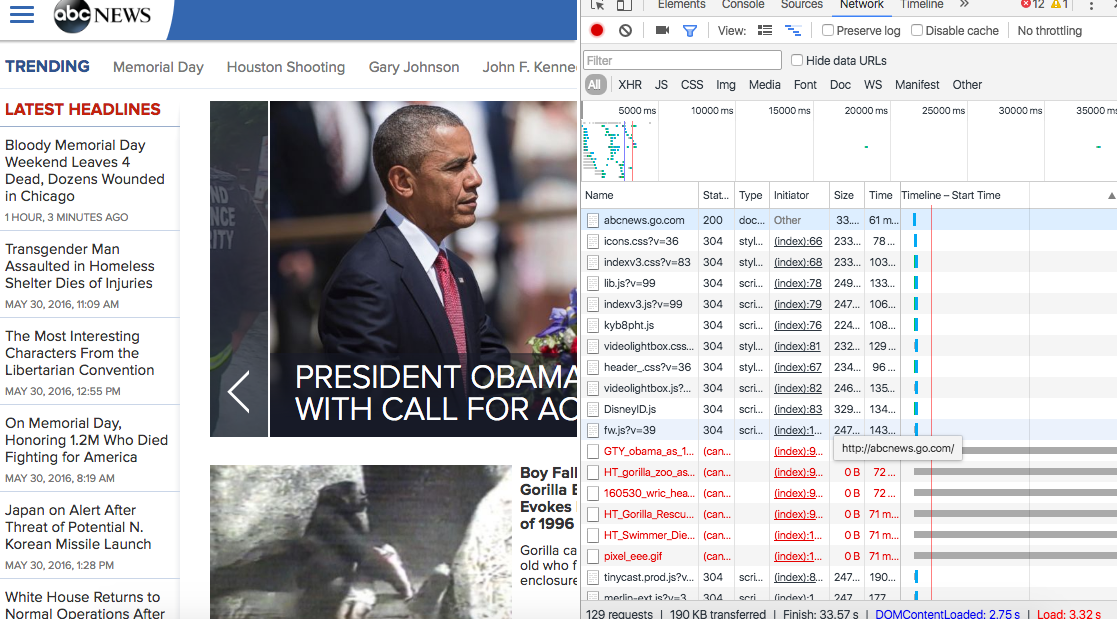 abc NEWS
TRENDING Memorial Day Houston Shooting Gary Johnson John F. Kenne
LATEST HEADLINES
Bloody Memorial Day
Weekend Leaves 4
Dead, Dozens Wounded
in Chicago
1 HOUR, 3 MINUTES AGO
Transgender Man
Assaulted in Homeless
Shelter Dies of Injuries
MAY 30, 2016, 11:09 AM
The Most Interesting
Characters From the
Libertarian Convention
MAY 30, 2016, 12:55 PM
On Memorial Day,
Honoring 1.2M Who Died
Fighting for America
MAY 30, 2016, 8:19 AM
Japan on Alert After
Threat of Potential N.
Korean Missile Launch
MAY 30, 2016, 1:28 PM
White House Returns to
Normal Operations After
PRESIDENT OBAMA
WITH CALL FOR AC
Boy Fall
Gorilla E
Evokes
of 1996
Gorilla ca
old who f
enclosure
Elements Console Sources Network Timeline » 12 1
View: Preserve log Disable cache No throttling
Filter Hide data URLs
All XHR JS CSS Img Media Font Doc WS Manifest Other
5000 ms 10000 ms 15000 ms 20000 ms 25000 ms 30000 ms 35000 ms
Name Stat... Type Initiator Size Time Timeline – Start Time
abcnews.go.com 200 doc... Other 33.... 61 m...
icons.css?v=36 304 styl... (index):66 233... 78 ...
indexv3.css?v=83 304 styl... (index):68 233... 103...
lib.js?v=99 304 scri... (index):78 249... 133...
indexv3.js?v=99 304 scri... (index):79 247... 106...
kyb8pht.js 304 scri... (index):76 224... 108...
videolightbox.css... 304 styl... (index):81 232... 129...
header_.css?v=36 304 styl... (index):67 234... 96 ...
videolightbox.js?... 304 scri... (index):82 246... 135...
DisneyID.js 304 scri... (index):83 329... 134...
fw.js?v=39 304 scri... (index):1... 247... 143...
GTY_obama_as_1... (can... (index):9...
http://abcnews.go.com/
HT_gorilla_zoo_as... (can... (index):9... 0 B 72 ...
160530_wric_hea... (can... (index):9... 0 B 72 ...
HT_Gorilla_Rescu... (can... (index):9... 0 B 71 m...
HT_Swimmer_Die... (can... (index):1... 0 B 71 m...
pixel_eee.gif (can... (index):1... 0 B 71 m...
tinycast.prod.js?v... 304 scri... (index):8... 247... 190...
merlin-ext.js?v=3... 304 scri... (index):1... 247... 177...
129 requests | 190 KB transferred | Finish: 33.57 s | DOMContentLoaded: 2.75 s | Load: 3.32 s